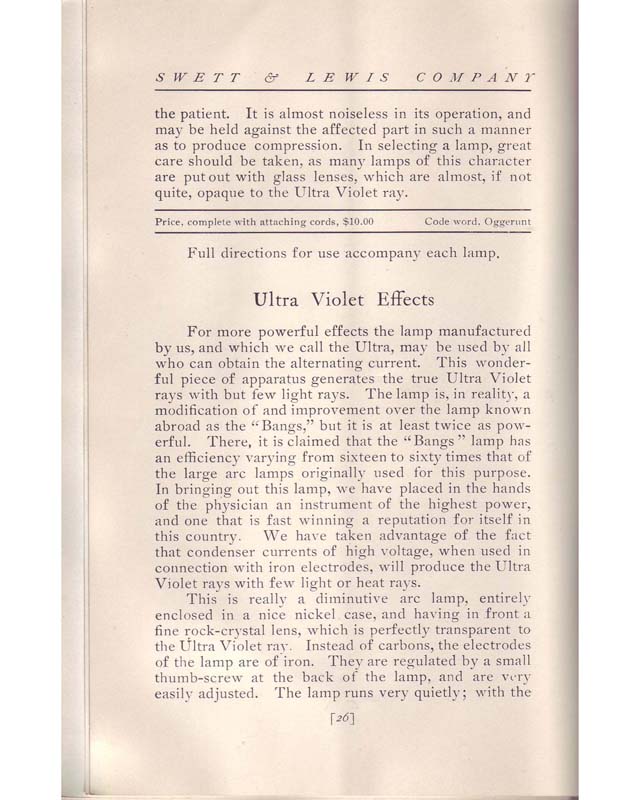 SWETT & LEWIS COMPANY
the patient. It is almost noiseless in its operation, and
may be held against the affected part in such a manner
as to produce compression. In selecting a lamp, great
care should be taken, as many lamps of this character
are put out with glass lenses, which are almost, if not
quite, opaque to the Ultra Violet ray.
Price, complete with attaching cords, $10.00 Code word, Oggerunt
Full directions for use accompany each lamp.
Ultra Violet Effects
For more powerful effects the lamp manufactured
by us, and which we call the Ultra, may be used by all
who can obtain the alternating current. This wonder-
ful piece of apparatus generates the true Ultra Violet
rays with but few light rays. The lamp is, in reality, a
modification of and improvement over the lamp known
abroad as the "Bangs," but it is at least twice as pow-
erful. There, it is claimed that the "Bangs" lamp has
an efficiency varying from sixteen to sixty times that of
the large arc lamps originally used for this purpose.
In bringing out this lamp, we have placed in the hands
of the physician an instrument of the highest power,
and one that is fast winning a reputation for itself in
this country. We have taken advantage of the fact
that condenser currents of high voltage, when used in
connection with iron electrodes, will produce the Ultra
Violet rays with few light or heat rays.
This is really a diminutive arc lamp, entirely
enclosed in a nice nickel case, and having in front a
fine rock-crystal lens, which is perfectly transparent to
the Ultra Violet ray. Instead of carbons, the electrodes
of the lamp are of iron. They are regulated by a small
thumb-screw at the back of the lamp, and are very
easily adjusted. The lamp runs very quietly; with the
[26]